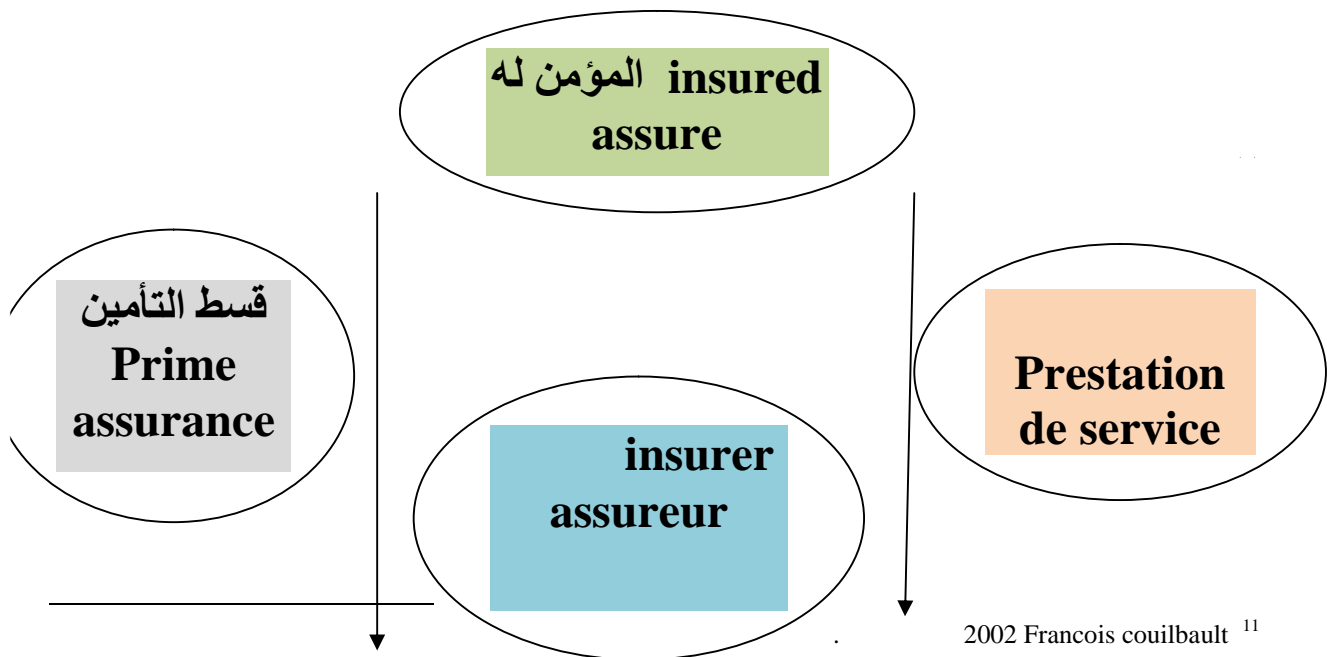 المؤمن له insured
assure
قسط التأمين
Prime
assurance
Prestation
de service
insurer
assureur
.
2002 Francois couilbault 11